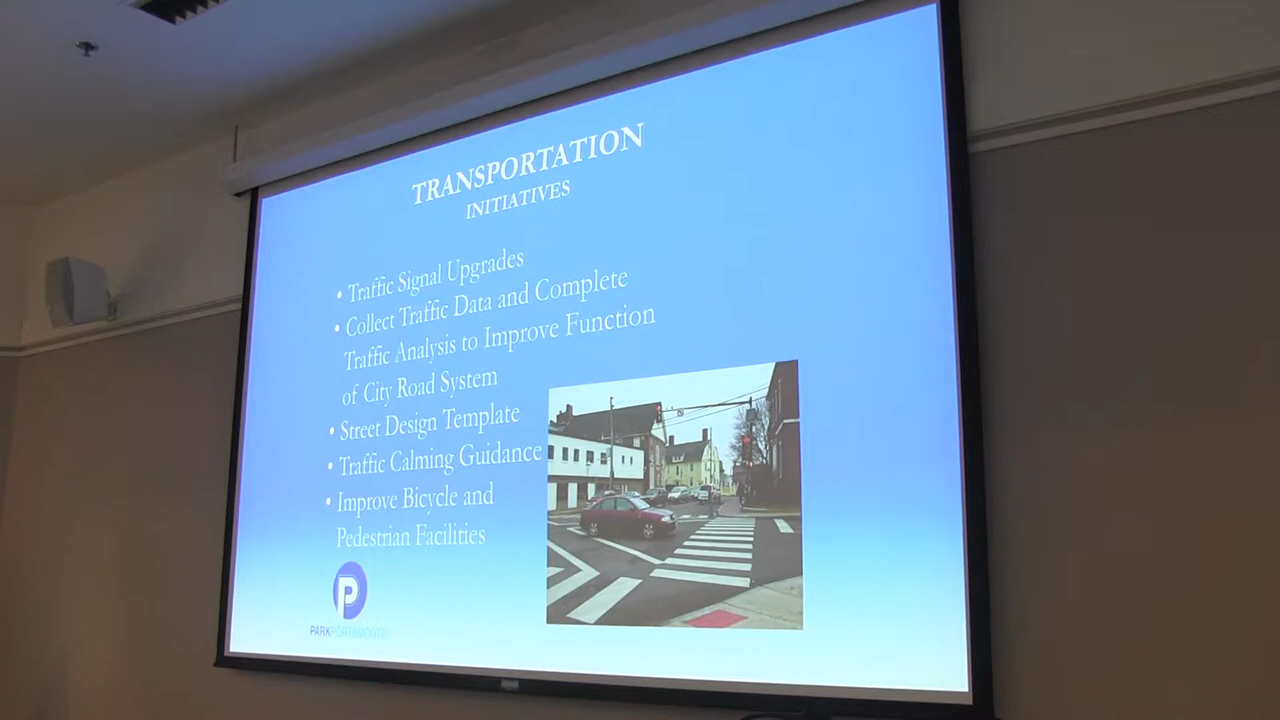 TRANSPORTATION
INITIATIVES
• Traffic Signal Upgrades
• Collect Traffic Data and Complete
Traffic Analysis to Improve Function
of City Road System
• Street Design Template
• Traffic Calming Guidance
• Improve Bicycle and
Pedestrian Facilities
P
PARKPORTSMOUTH